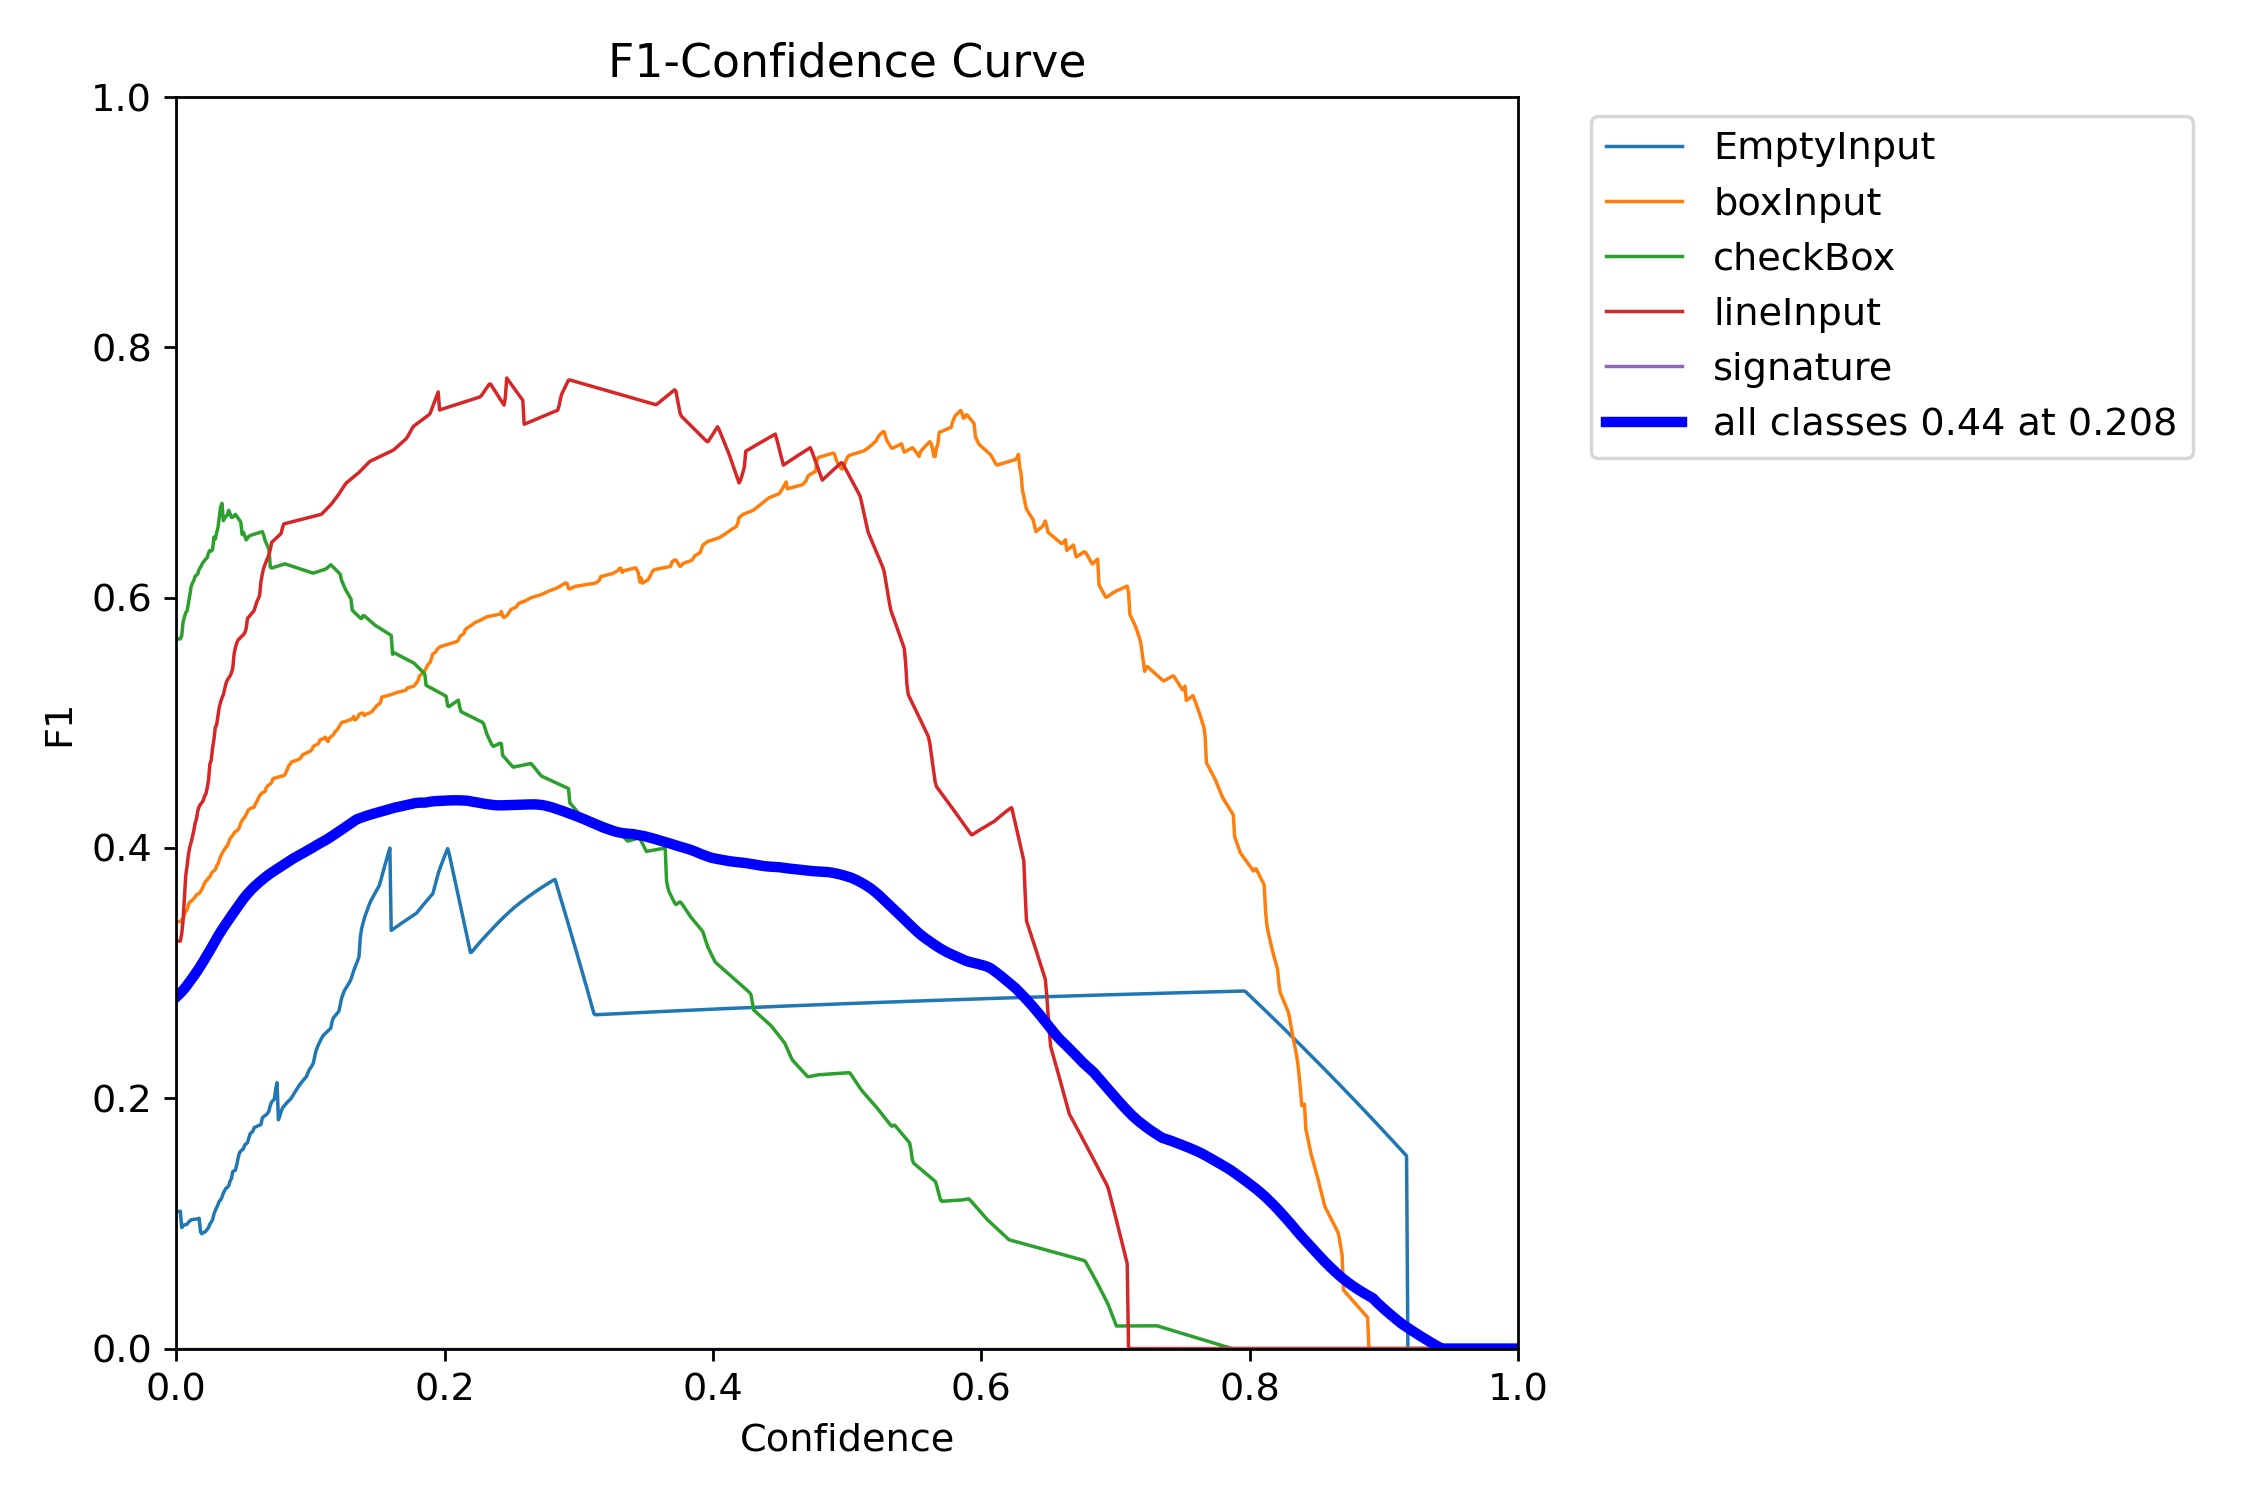 F1-Confidence Curve
1.0
0.8
0.6
0.4
0.2
0.0
F1
0.0 0.2 0.4 0.6 0.8 1.0
Confidence
EmptyInput
boxInput
checkBox
lineInput
signature
all classes 0.44 at 0.208